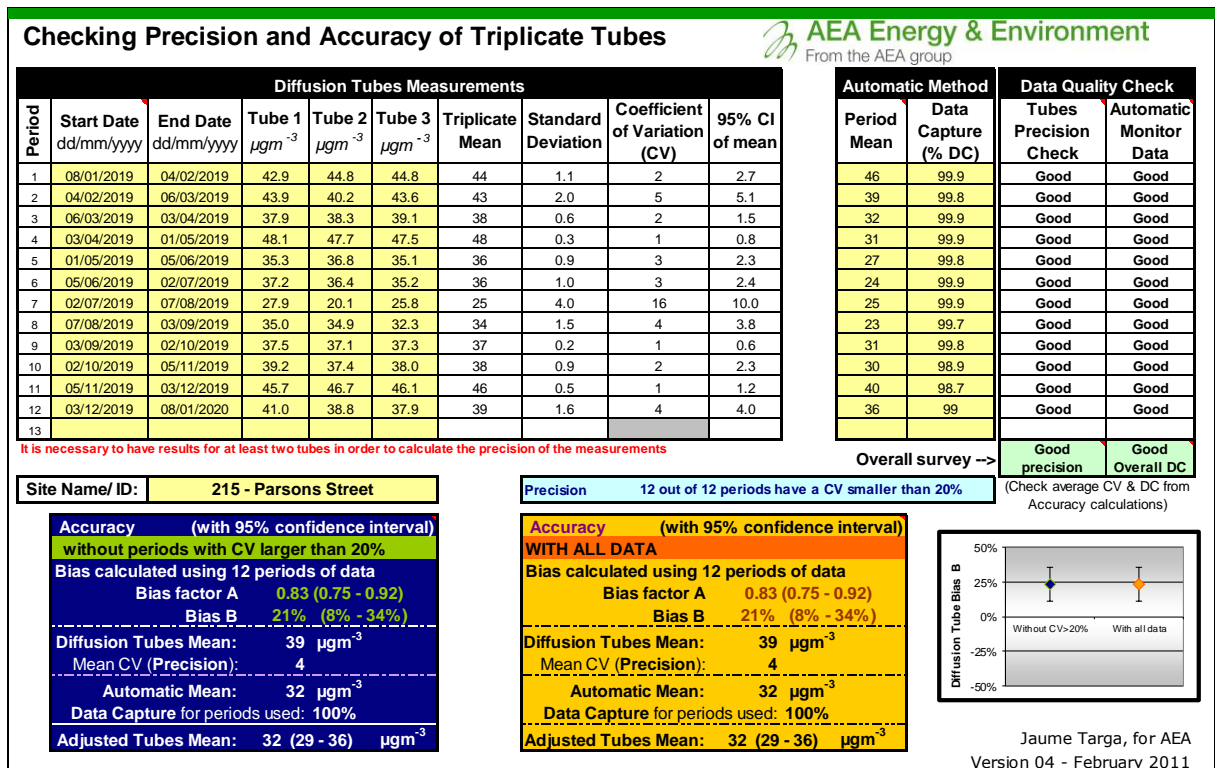 Checking Precision and Accuracy of Triplicate Tubes
AEA Energy & Environment
From the AEA group
Diffusion Tubes Measurements
Automatic Method
Data Quality Check
Period
Start Date dd/mm/yyyy
End Date dd/mm/yyyy
Tube 1 µgm-3
Tube 2 µgm-3
Tube 3 µgm-3
Triplicate Mean
Standard Deviation
Coefficient of Variation (CV)
95% CI of mean
Period Mean
Data Capture (% DC)
Tubes Precision Check
Automatic Monitor Data
1 08/01/2019 04/02/2019 42.9 44.8 44.8 44 1.1 2 2.7 46 99.9 Good Good
2 04/02/2019 06/03/2019 43.9 40.2 43.6 43 2.0 5 5.1 39 99.8 Good Good
3 06/03/2019 03/04/2019 37.9 38.3 39.1 38 0.6 2 1.5 32 99.9 Good Good
4 03/04/2019 01/05/2019 48.1 47.7 47.5 48 0.3 1 0.8 31 99.9 Good Good
5 01/05/2019 05/06/2019 35.3 36.8 35.1 36 0.9 3 2.3 27 99.8 Good Good
6 05/06/2019 02/07/2019 37.2 36.4 35.2 36 1.0 3 2.4 24 99.9 Good Good
7 02/07/2019 07/08/2019 27.9 20.1 25.8 25 4.0 16 10.0 25 99.9 Good Good
8 07/08/2019 03/09/2019 35.0 34.9 32.3 34 1.5 4 3.8 23 99.7 Good Good
9 03/09/2019 02/10/2019 37.5 37.1 37.3 37 0.2 1 0.6 31 99.8 Good Good
10 02/10/2019 05/11/2019 39.2 37.4 38.0 38 0.9 2 2.3 30 98.9 Good Good
11 05/11/2019 03/12/2019 45.7 46.7 46.1 46 0.5 1 1.2 40 98.7 Good Good
12 03/12/2019 08/01/2020 41.0 38.8 37.9 39 1.6 4 4.0 36 99 Good Good
13
It is necessary to have results for at least two tubes in order to calculate the precision of the measurements
Overall survey --> Good precision Good Overall DC
Site Name/ ID: 215 - Parsons Street
Precision 12 out of 12 periods have a CV smaller than 20%
(Check average CV & DC from
Accuracy calculations)
Accuracy (with 95% confidence interval)
without periods with CV larger than 20%
Bias calculated using 12 periods of data
Bias factor A 0.83 (0.75 - 0.92)
Bias B 21% (8% - 34%)
Diffusion Tubes Mean: 39 µgm-3
Mean CV (Precision): 4
Automatic Mean: 32 µgm-3
Data Capture for periods used: 100%
Adjusted Tubes Mean: 32 (29 - 36) µgm-3
Accuracy (with 95% confidence interval)
WITH ALL DATA
Bias calculated using 12 periods of data
Bias factor A 0.83 (0.75 - 0.92)
Bias B 21% (8% - 34%)
Diffusion Tubes Mean: 39 µgm-3
Mean CV (Precision): 4
Automatic Mean: 32 µgm-3
Data Capture for periods used: 100%
Adjusted Tubes Mean: 32 (29 - 36) µgm-3
Diffusion Tube Bias B
50%
25%
0%
-25%
-50%
Without CV>20%
With all data
Jaume Targa, for AEA
Version 04 - February 2011